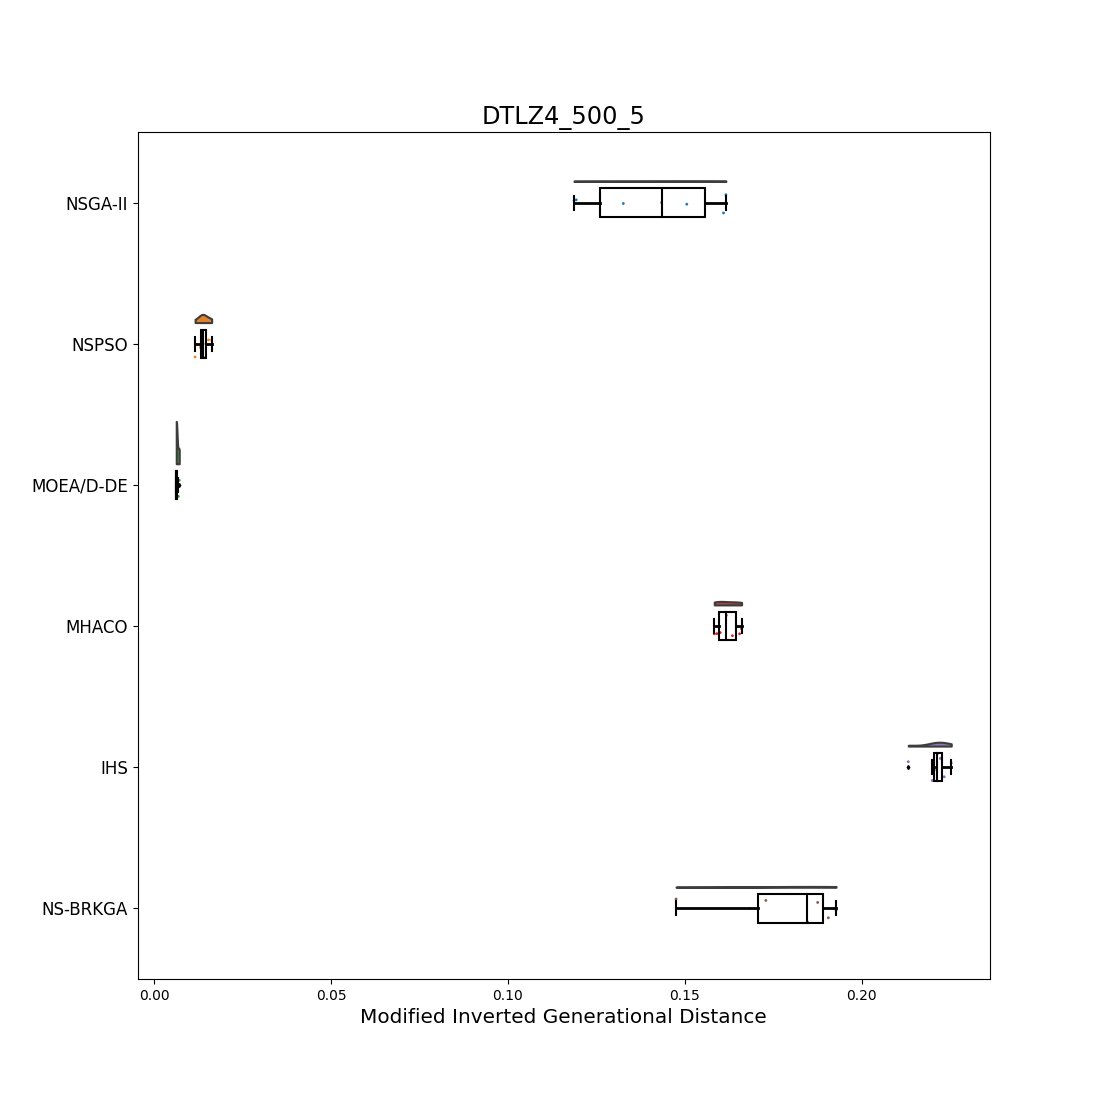 DTLZ4_500_5
NSGA-II
NSPSO
MOEA/D-DE
MHACO
IHS
NS-BRKGA
0.00 0.05 0.10 0.15 0.20
Modified Inverted Generational Distance